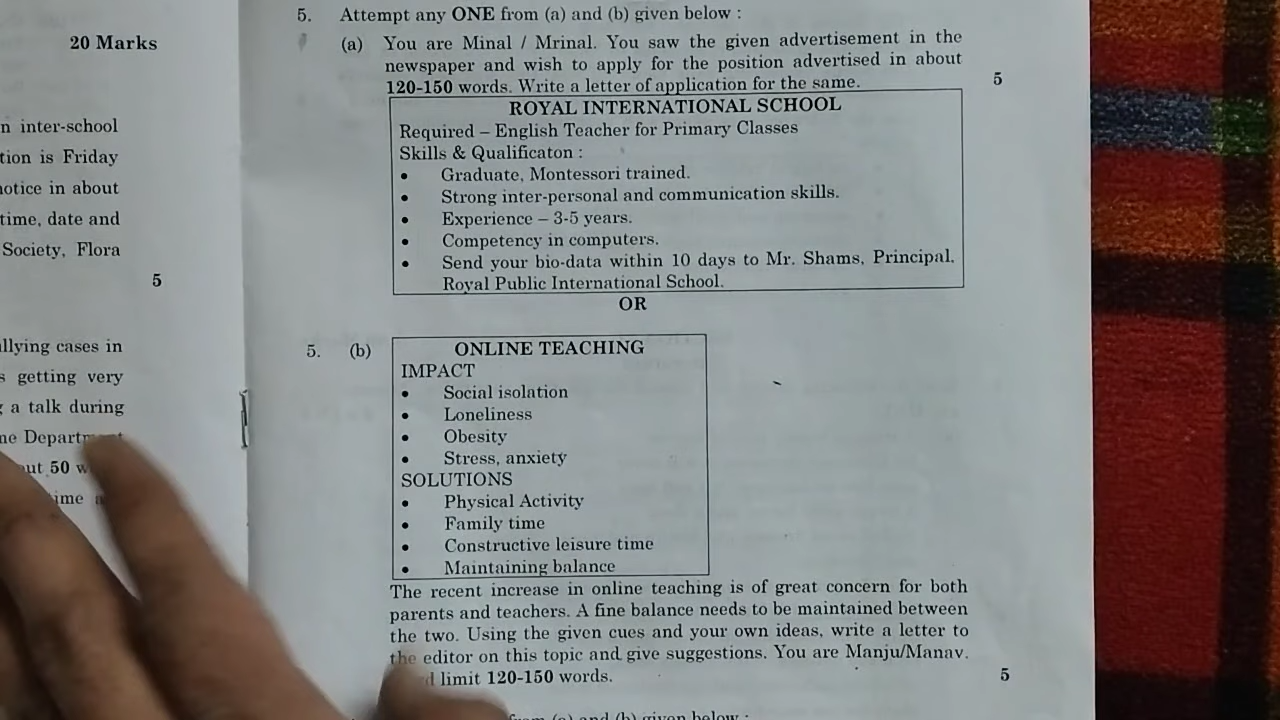 20 Marks
n inter-school
tion is Friday
notice in about
time, date and
Society, Flora
5
llying cases in
s getting very
g a talk during
ne Department
ut 50
ime
5. Attempt any ONE from (a) and (b) given below :
(a) You are Minal / Mrinal. You saw the given advertisement in the
newspaper and wish to apply for the position advertised in about
120-150 words. Write a letter of application for the same. 5
ROYAL INTERNATIONAL SCHOOL
Required – English Teacher for Primary Classes
Skills & Qualificaton :
• Graduate, Montessori trained.
• Strong inter-personal and communication skills.
• Experience – 3-5 years.
• Competency in computers.
• Send your bio-data within 10 days to Mr. Shams, Principal,
Royal Public International School.
OR
5. (b) ONLINE TEACHING
IMPACT
• Social isolation
• Loneliness
• Obesity
• Stress, anxiety
SOLUTIONS
• Physical Activity
• Family time
• Constructive leisure time
• Maintaining balance
The recent increase in online teaching is of great concern for both
parents and teachers. A fine balance needs to be maintained between
the two. Using the given cues and your own ideas, write a letter to
the editor on this topic and give suggestions. You are Manju/Manav.
limit 120-150 words. 5
from (a) and (b) given below :